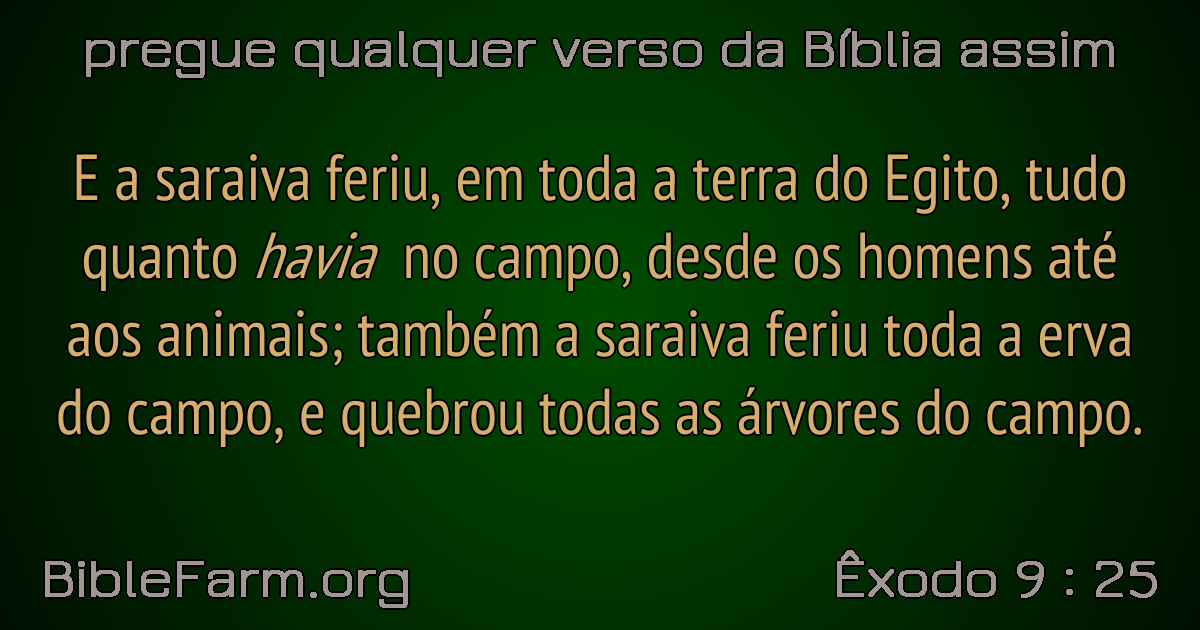 pregue qualquer verso da Bíblia assim
E a saraiva feriu, em toda a terra do Egito, tudo
quanto havia no campo, desde os homens até
aos animais; também a saraiva feriu toda a erva
do campo, e quebrou todas as árvores do campo.
BibleFarm.org
Êxodo 9 : 25